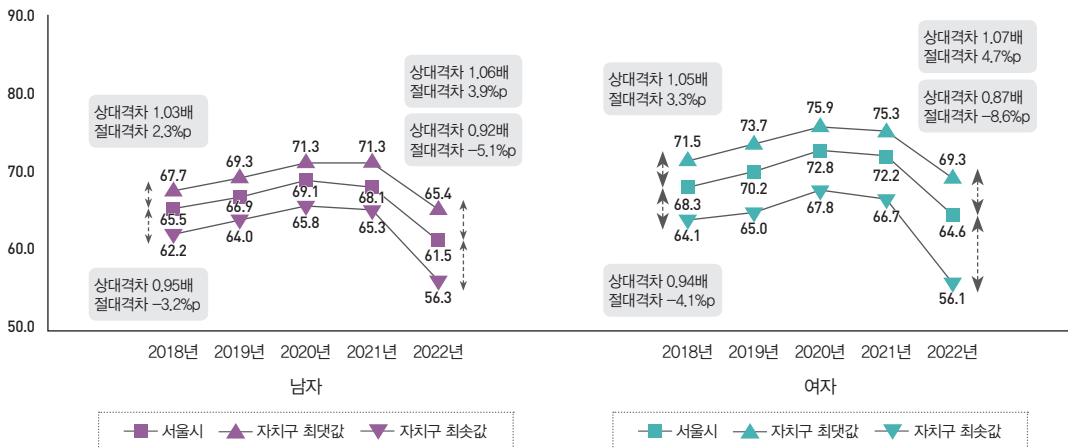 90.0
80.0
70.0
60.0
50.0
상대격차 1.03배
절대격차 2.3%p
상대격차 1.06배
절대격차 3.9%p
상대격차 0.92배
절대격차 -5.1%p
상대격차 0.95배
절대격차 -3.2%p
67.7
69.3
71.3
71.3
65.4
65.5
66.9
69.1
68.1
61.5
62.2
64.0
65.8
65.3
56.3
2018년 2019년 2020년 2021년 2022년
남자
서울시 자치구 최댓값 자치구 최솟값
상대격차 1.05배
절대격차 3.3%p
상대격차 1.07배
절대격차 4.7%p
상대격차 0.87배
절대격차 -8.6%p
상대격차 0.94배
절대격차 -4.1%p
71.5
73.7
75.9
75.3
69.3
68.3
70.2
72.8
72.2
64.6
64.1
65.0
67.8
66.7
56.1
2018년 2019년 2020년 2021년 2022년
여자
서울시 자치구 최댓값 자치구 최솟값